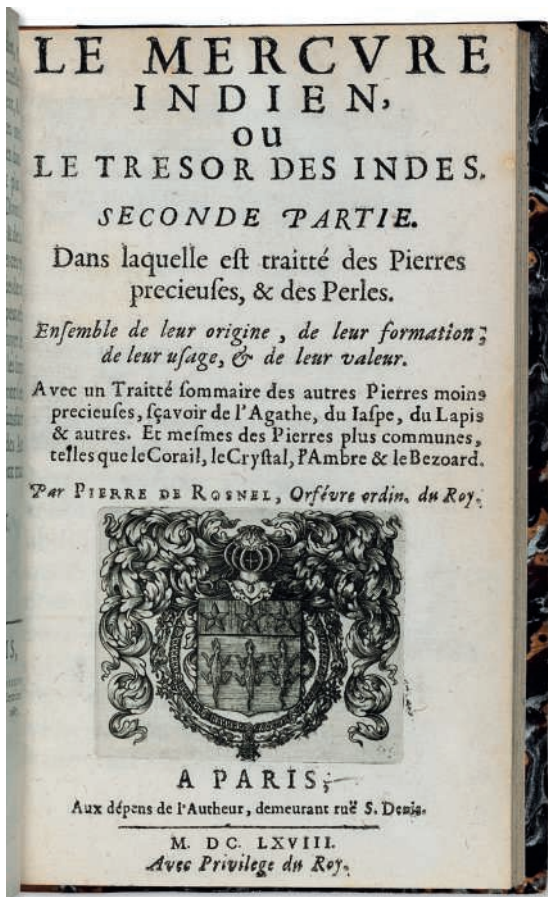 LE MERCVRE
INDIEN,
OU
LE TRESOR DES INDES.
SECONDE PARTIE.
Dans laquelle eſt traitté des Pierres
precieuſes, & des Perles.
Enſemble de leur origine, de leur formation;
de leur uſage, & de leur valeur.
Avec un Traitté ſommaire des autres Pierres moins
precieuſes, ſçavoir de l'Agathe, du Iaſpe, du Lapis
& autres. Et meſmes des Pierres plus communes,
telles que le Corail, le Cryſtal, l'Ambre & le Bezoard.
Par PIERRE DE ROSNEL, Orfévre ordin. du Roy.
A PARIS;
Aux dépens de l'Autheur, demeurant ruë S. Denis.
M. DC. LXVIII.
Avec Privilege du Roy.